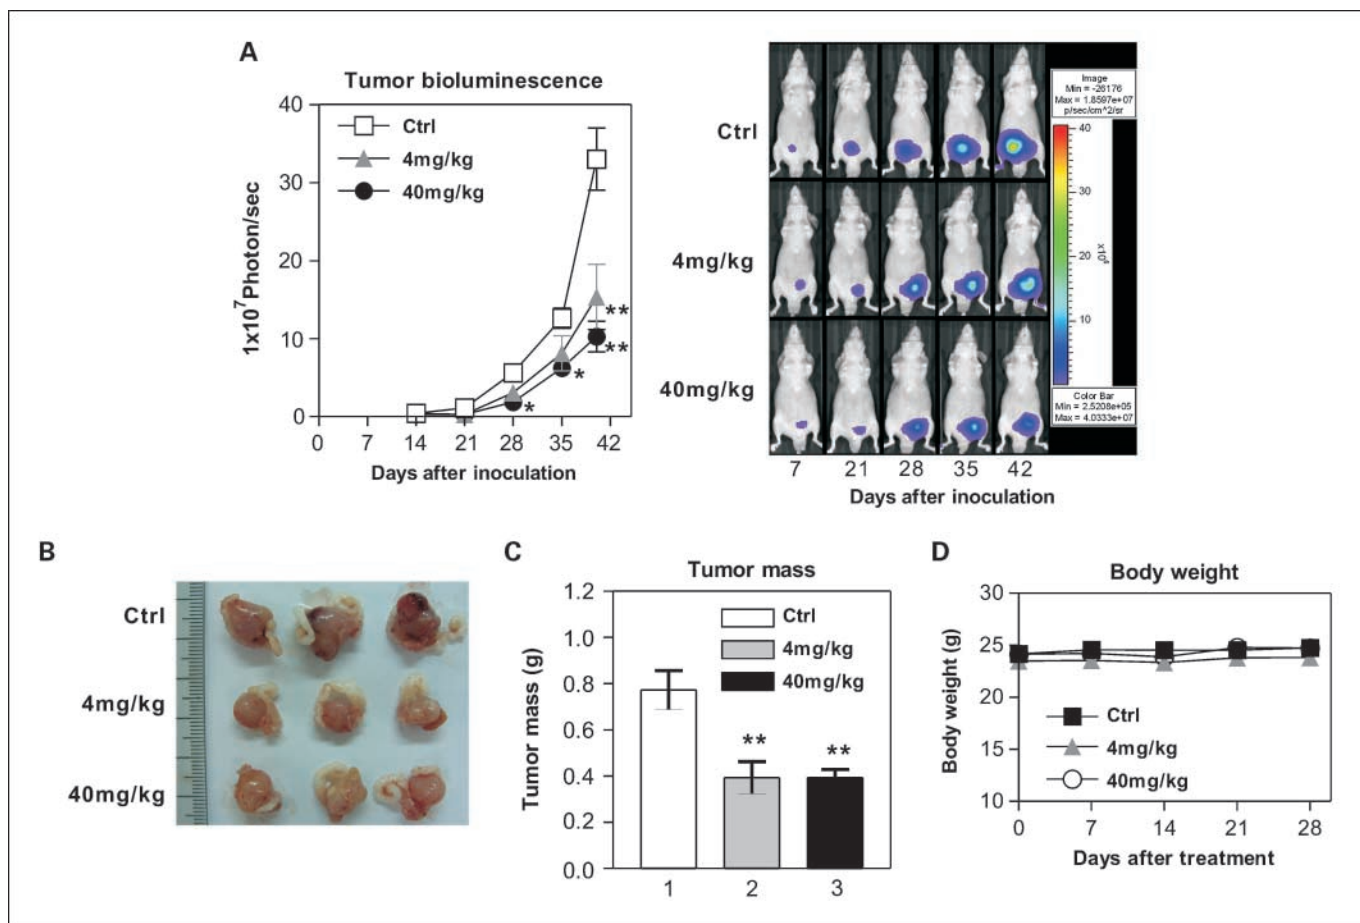 A
Tumor bioluminescence
40
30
20
10
0
1x10⁷Photon/sec
Ctrl
4mg/kg
40mg/kg
**
**
*
*
0 7 14 21 28 35 42
Days after inoculation
Ctrl
4mg/kg
40mg/kg
7 21 28 35 42
Days after inoculation
Image
Min = -26176
Max = 1.8597e+07
p/sec/cm^2/sr
40
30
20
10
x10⁶
Color Bar
Min = 2.5208e+05
Max = 4.0333e+07
B
Ctrl
4mg/kg
40mg/kg
C
Tumor mass
1.2
1.0
0.8
0.6
0.4
0.2
0.0
Tumor mass (g)
Ctrl
4mg/kg
40mg/kg
** **
1 2 3
D
Body weight
30
25
20
15
10
Body weight (g)
Ctrl
4mg/kg
40mg/kg
0 7 14 21 28
Days after treatment